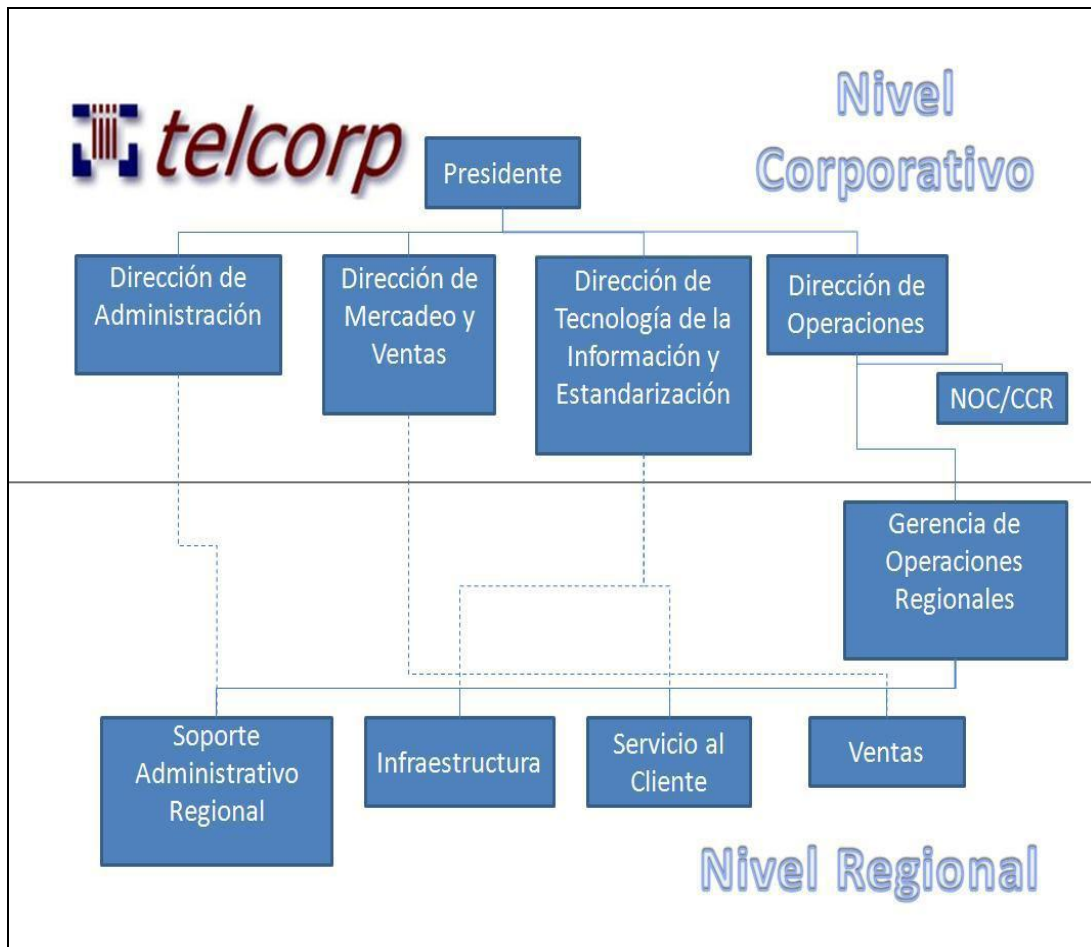 Nivel
Corporativo
telcorp
Presidente
Dirección de
Administración
Dirección de
Mercadeo y
Ventas
Dirección de
Tecnología de la
Información y
Estandarización
Dirección de
Operaciones
NOC/CCR
Gerencia de
Operaciones
Regionales
Soporte
Administrativo
Regional
Infraestructura
Servicio al
Cliente
Ventas
Nivel Regional